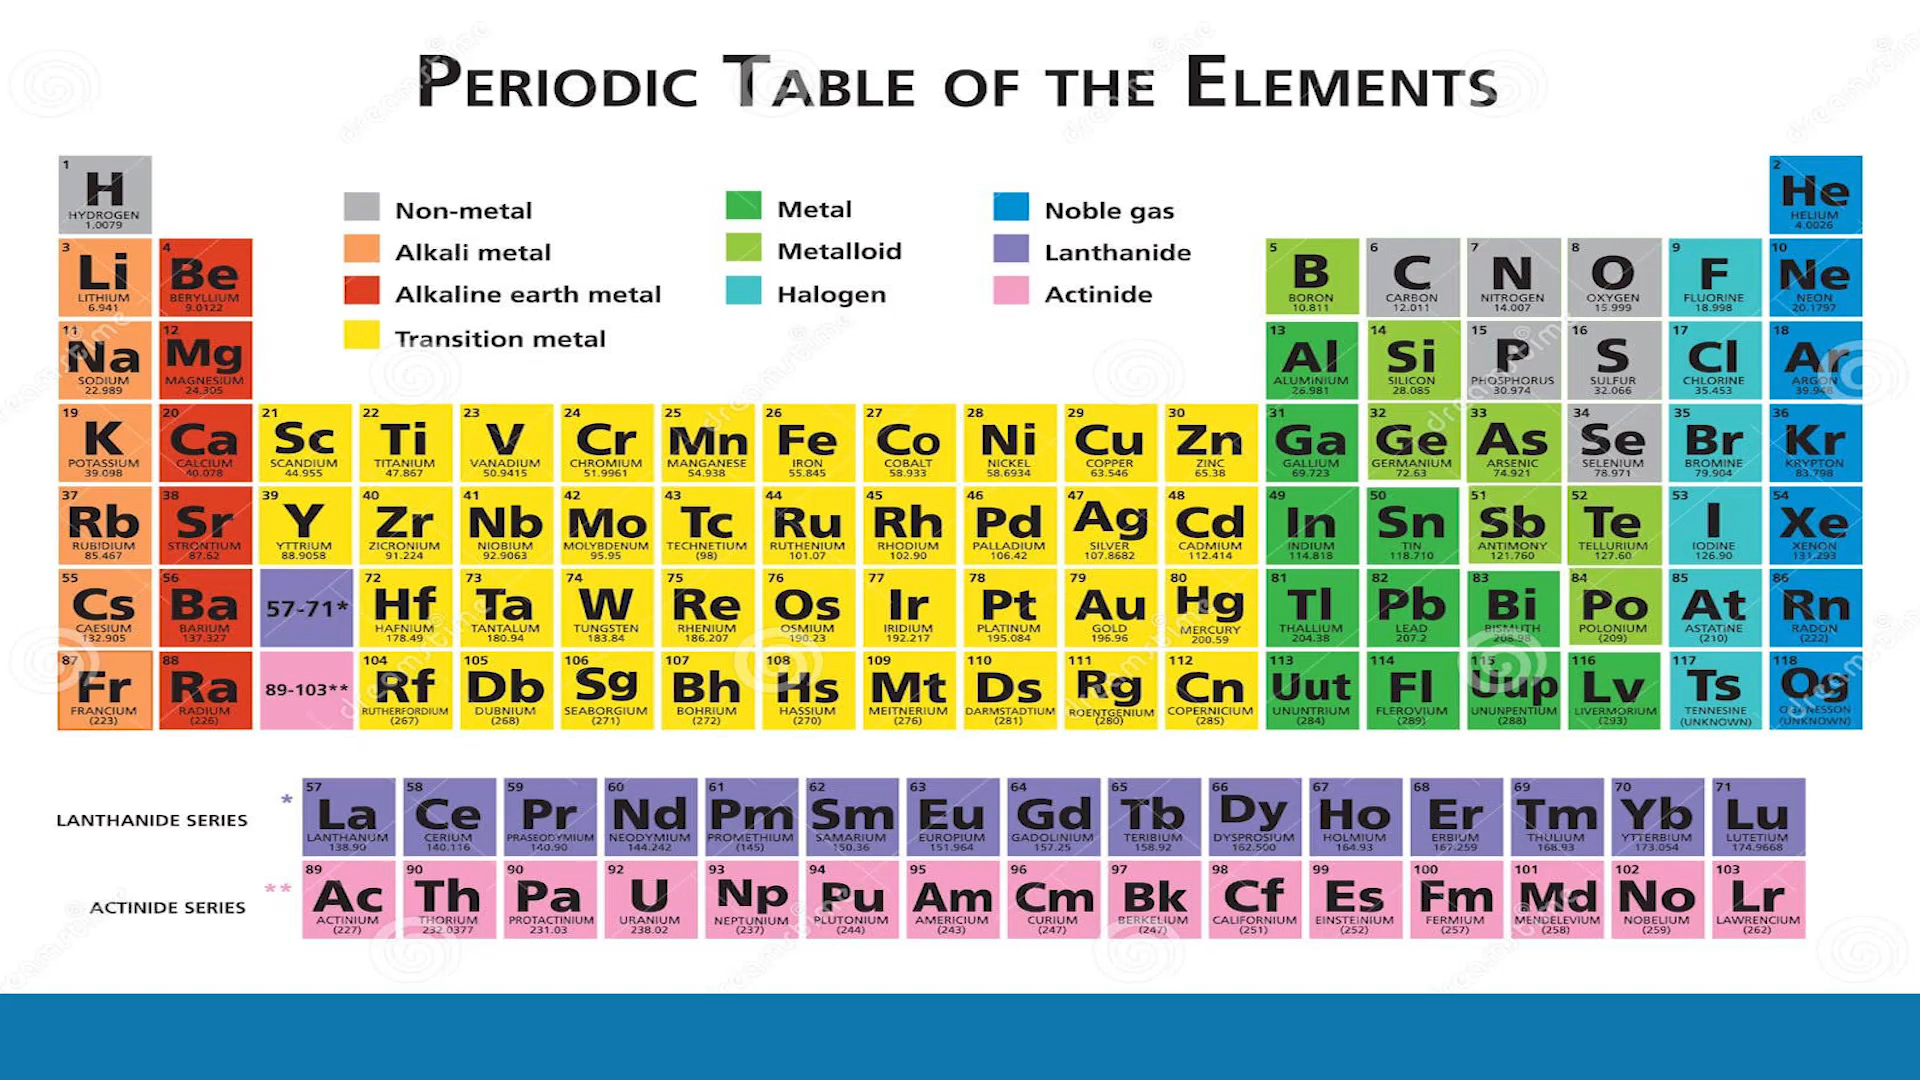 PERIODIC TABLE OF THE ELEMENTS
1 H HYDROGEN 1.0079
2 He HELIUM 4.0026
Non-metal
Alkali metal
Alkaline earth metal
Transition metal
Metal
Metalloid
Halogen
Noble gas
Lanthanide
Actinide
3 Li LITHIUM 6.941
4 Be BERYLLIUM 9.0122
5 B BORON 10.811
6 C CARBON 12.011
7 N NITROGEN 14.007
8 O OXYGEN 15.999
9 F FLUORINE 18.998
10 Ne NEON 20.1797
11 Na SODIUM 22.989
12 Mg MAGNESIUM 24.305
13 Al ALUMINIUM 26.981
14 Si SILICON 28.085
15 P PHOSPHORUS 30.974
16 S SULFUR 32.066
17 Cl CHLORINE 35.453
18 Ar ARGON 39.948
19 K POTASSIUM 39.098
20 Ca CALCIUM 40.078
21 Sc SCANDIUM 44.955
22 Ti TITANIUM 47.867
23 V VANADIUM 50.9415
24 Cr CHROMIUM 51.9961
25 Mn MANGANESE 54.938
26 Fe IRON 55.845
27 Co COBALT 58.933
28 Ni NICKEL 58.6934
29 Cu COPPER 63.546
30 Zn ZINC 65.38
31 Ga GALLIUM 69.723
32 Ge GERMANIUM 72.63
33 As ARSENIC 74.921
34 Se SELENIUM 78.971
35 Br BROMINE 79.904
36 Kr KRYPTON 83.798
37 Rb RUBIDIUM 85.467
38 Sr STRONTIUM 87.62
39 Y YTTRIUM 88.9058
40 Zr ZICRONIUM 91.224
41 Nb NIOBIUM 92.9063
42 Mo MOLYBDENUM 95.95
43 Tc TECHNETIUM (98)
44 Ru RUTHENIUM 101.07
45 Rh RHODIUM 102.90
46 Pd PALLADIUM 106.42
47 Ag SILVER 107.8682
48 Cd CADMIUM 112.414
49 In INDIUM 114.818
50 Sn TIN 118.710
51 Sb ANTIMONY 121.760
52 Te TELLURIUM 127.60
53 I IODINE 126.90
54 Xe XENON 131.293
55 Cs CAESIUM 132.905
56 Ba BARIUM 137.327
57-71*
72 Hf HAFNIUM 178.49
73 Ta TANTALUM 180.94
74 W TUNGSTEN 183.84
75 Re RHENIUM 186.207
76 Os OSMIUM 190.23
77 Ir IRIDIUM 192.217
78 Pt PLATINUM 195.084
79 Au GOLD 196.96
80 Hg MERCURY 200.59
81 Tl THALLIUM 204.38
82 Pb LEAD 207.2
83 Bi BISMUTH 208.98
84 Po POLONIUM (209)
85 At ASTATINE (210)
86 Rn RADON (222)
87 Fr FRANCIUM (223)
88 Ra RADIUM (226)
89-103**
104 Rf RUTHERFORDIUM (267)
105 Db DUBNIUM (268)
106 Sg SEABORGIUM (271)
107 Bh BOHRIUM (272)
108 Hs HASSIUM (270)
109 Mt MEITNERIUM (276)
110 Ds DARMSTADTIUM (281)
111 Rg ROENTGENIUM (280)
112 Cn COPERNICIUM (285)
113 Uut UNUNTRIUM (284)
114 Fl FLEROVIUM (289)
115 Uup UNUNPENTIUM (288)
116 Lv LIVERMORIUM (293)
117 Ts TENNESINE (UNKNOWN)
118 Og OGANESSON (UNKNOWN)
LANTHANIDE SERIES
*
57 La LANTHANUM 138.90
58 Ce CERIUM 140.116
59 Pr PRASEODYMIUM 140.90
60 Nd NEODYMIUM 144.242
61 Pm PROMETHIUM (145)
62 Sm SAMARIUM 150.36
63 Eu EUROPIUM 151.964
64 Gd GADOLINIUM 157.25
65 Tb TERIBIUM 158.92
66 Dy DYSPROSIUM 162.500
67 Ho HOLMIUM 164.93
68 Er ERBIUM 167.259
69 Tm THULIUM 168.93
70 Yb YTTERBIUM 173.054
71 Lu LUTETIUM 174.9668
ACTINIDE SERIES
**
89 Ac ACTINIUM (227)
90 Th THORIUM 232.0377
90 Pa PROTACTINIUM 231.03
92 U URANIUM 238.02
93 Np NEPTUNIUM (237)
94 Pu PLUTONIUM (244)
95 Am AMERICIUM (243)
96 Cm CURIUM (247)
97 Bk BERKELIUM (247)
98 Cf CALIFORNIUM (251)
99 Es EINSTEINIUM (252)
100 Fm FERMIUM (257)
101 Md MENDELEVIUM (258)
102 No NOBELIUM (259)
103 Lr LAWRENCIUM (262)